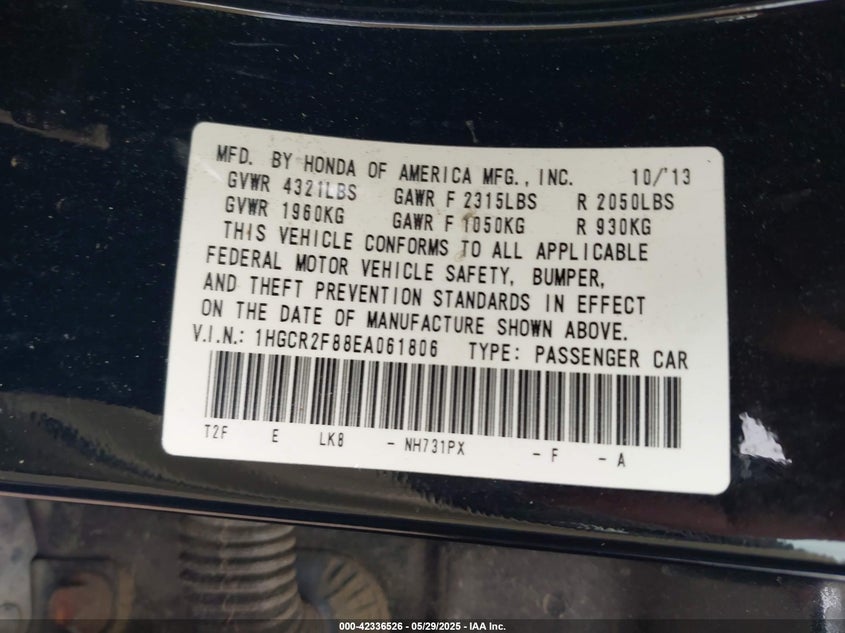 MFD. BY HONDA OF AMERICA MFG., INC. 10/'13
GVWR 4321LBS GAWR F 2315LBS R 2050LBS
GVWR 1960KG GAWR F 1050KG R 930KG
THIS VEHICLE CONFORMS TO ALL APPLICABLE
FEDERAL MOTOR VEHICLE SAFETY, BUMPER,
AND THEFT PREVENTION STANDARDS IN EFFECT
ON THE DATE OF MANUFACTURE SHOWN ABOVE.
V.I.N.: 1HGCR2F88EA061806 TYPE: PASSENGER CAR
T2F E LK8 - NH731PX - F - A
000-42336526 - 05/29/2025 - IAA Inc.